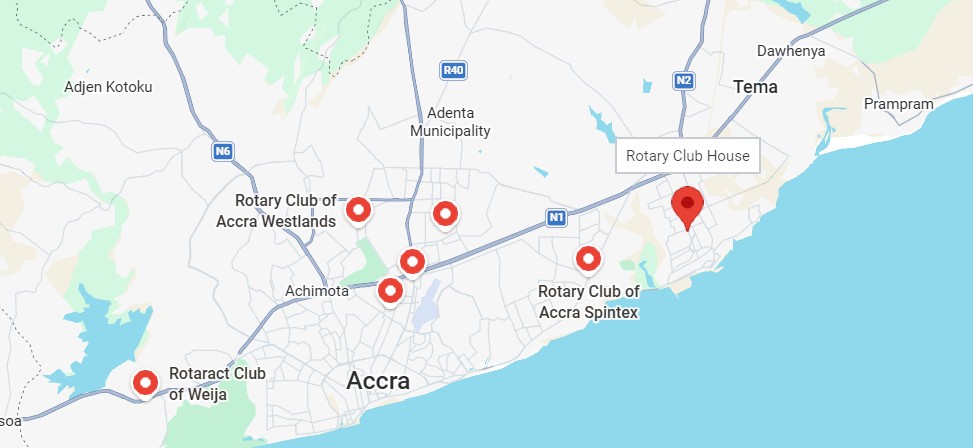 Dawhenya
R40
N2
Adjen Kotoku
Tema
Prampram
Adenta
Municipality
N6
Rotary Club House
Rotary Club of
Accra Westlands
N1
Achimota
Rotary Club of
Accra Spintex
Rotaract Club
of Weija
Accra
soa